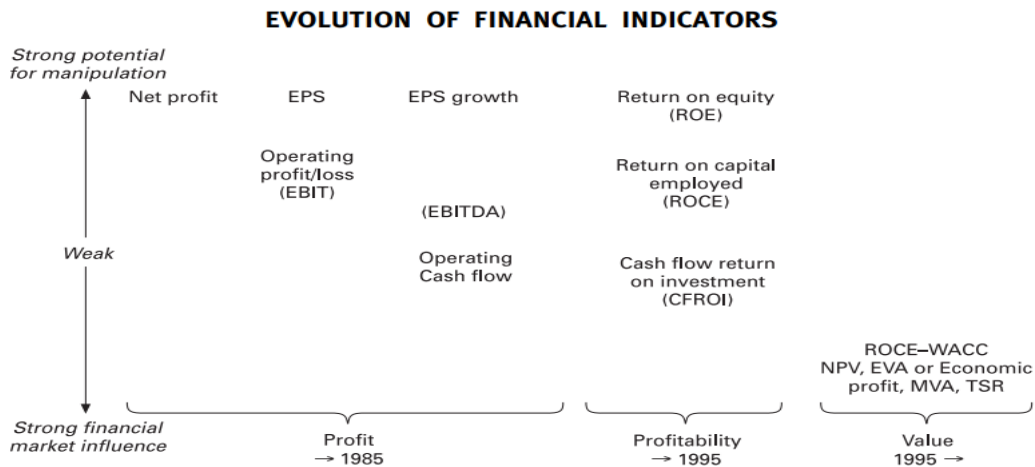 EVOLUTION OF FINANCIAL INDICATORS
Strong potential
for manipulation
Net profit
EPS
EPS growth
Return on equity
(ROE)
Operating
profit/loss
(EBIT)
Return on capital
employed
(ROCE)
(EBITDA)
Weak
Operating
Cash flow
Cash flow return
on investment
(CFROI)
ROCE–WACC
NPV, EVA or Economic
profit, MVA, TSR
Strong financial
market influence
Profit
→ 1985
Profitability
→ 1995
Value
1995 →